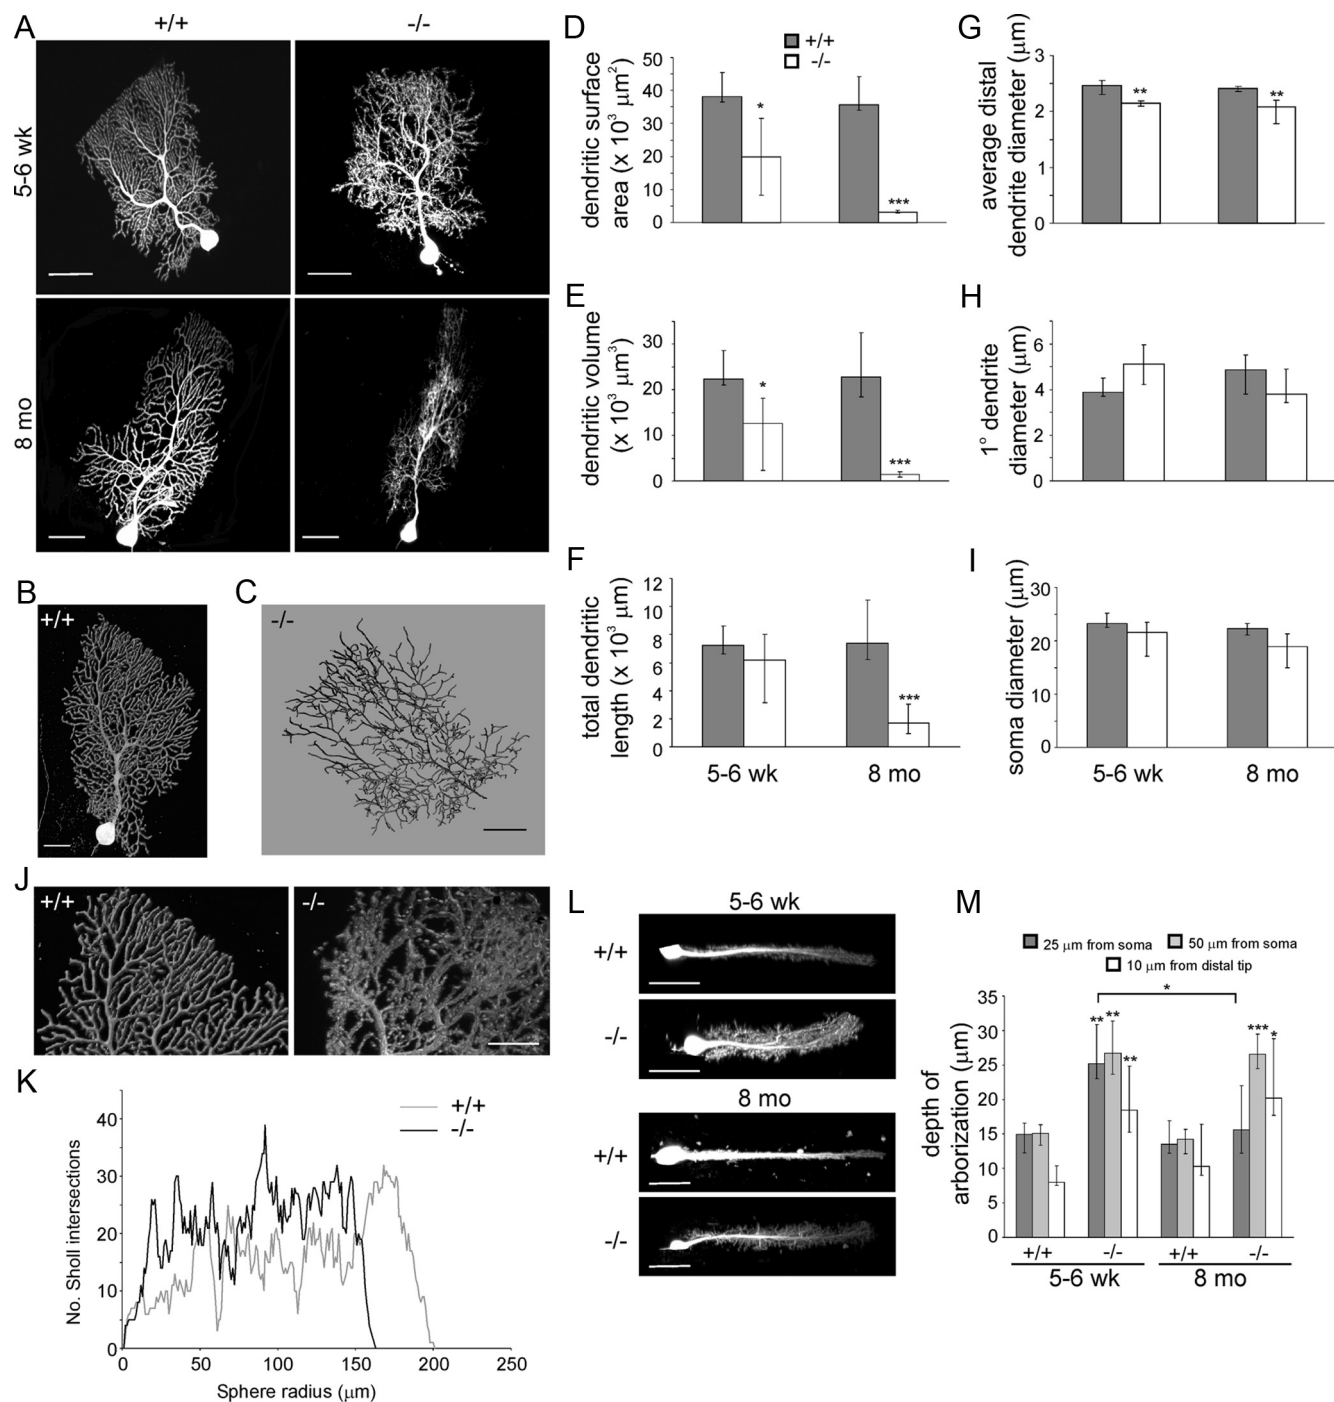 A
+/+
-/-
5-6 wk
8 mo
B
+/+
C
-/-
D
+/+
-/-
dendritic surface
area (x 10³ μm²)
50
40
30
20
10
0
*
***
E
dendritic volume
(x 10³ μm³)
30
20
10
0
*
***
F
total dendritic
length (x 10³ μm)
12
10
8
6
4
2
0
***
5-6 wk
8 mo
G
average distal
dendrite diameter (μm)
3
2
1
0
**
**
H
1° dendrite
diameter (μm)
6
4
2
0
I
soma diameter (μm)
30
20
10
0
5-6 wk
8 mo
J
+/+
-/-
K
No. Sholl intersections
40
30
20
10
0
+/+
-/-
0
50
100
150
200
250
Sphere radius (μm)
L
5-6 wk
+/+
-/-
8 mo
+/+
-/-
M
25 μm from soma
50 μm from soma
10 μm from distal tip
depth of
arborization (μm)
35
30
25
20
15
10
5
0
*
**
**
**
***
*
+/+
-/-
+/+
-/-
5-6 wk
8 mo